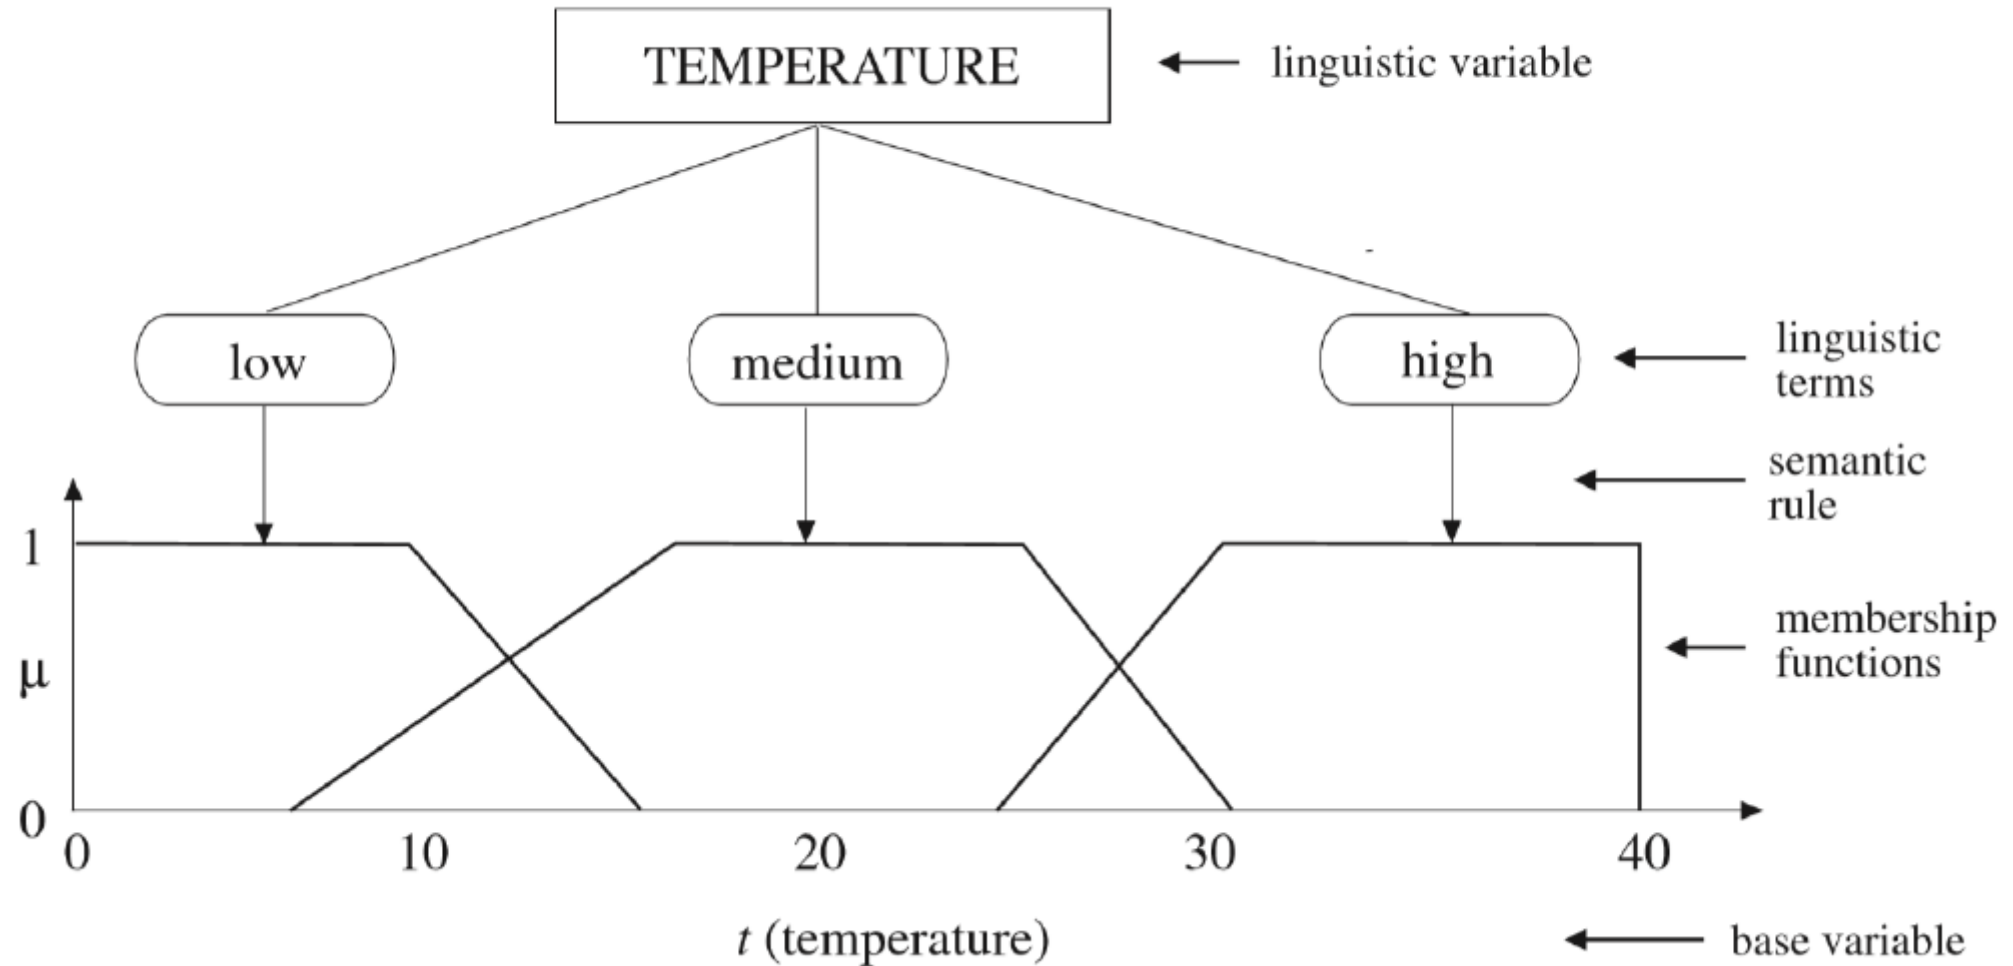 TEMPERATURE
linguistic variable
low
medium
high
linguistic
terms
semantic
rule
1
μ
0
membership
functions
0 10 20 30 40
t (temperature)
base variable